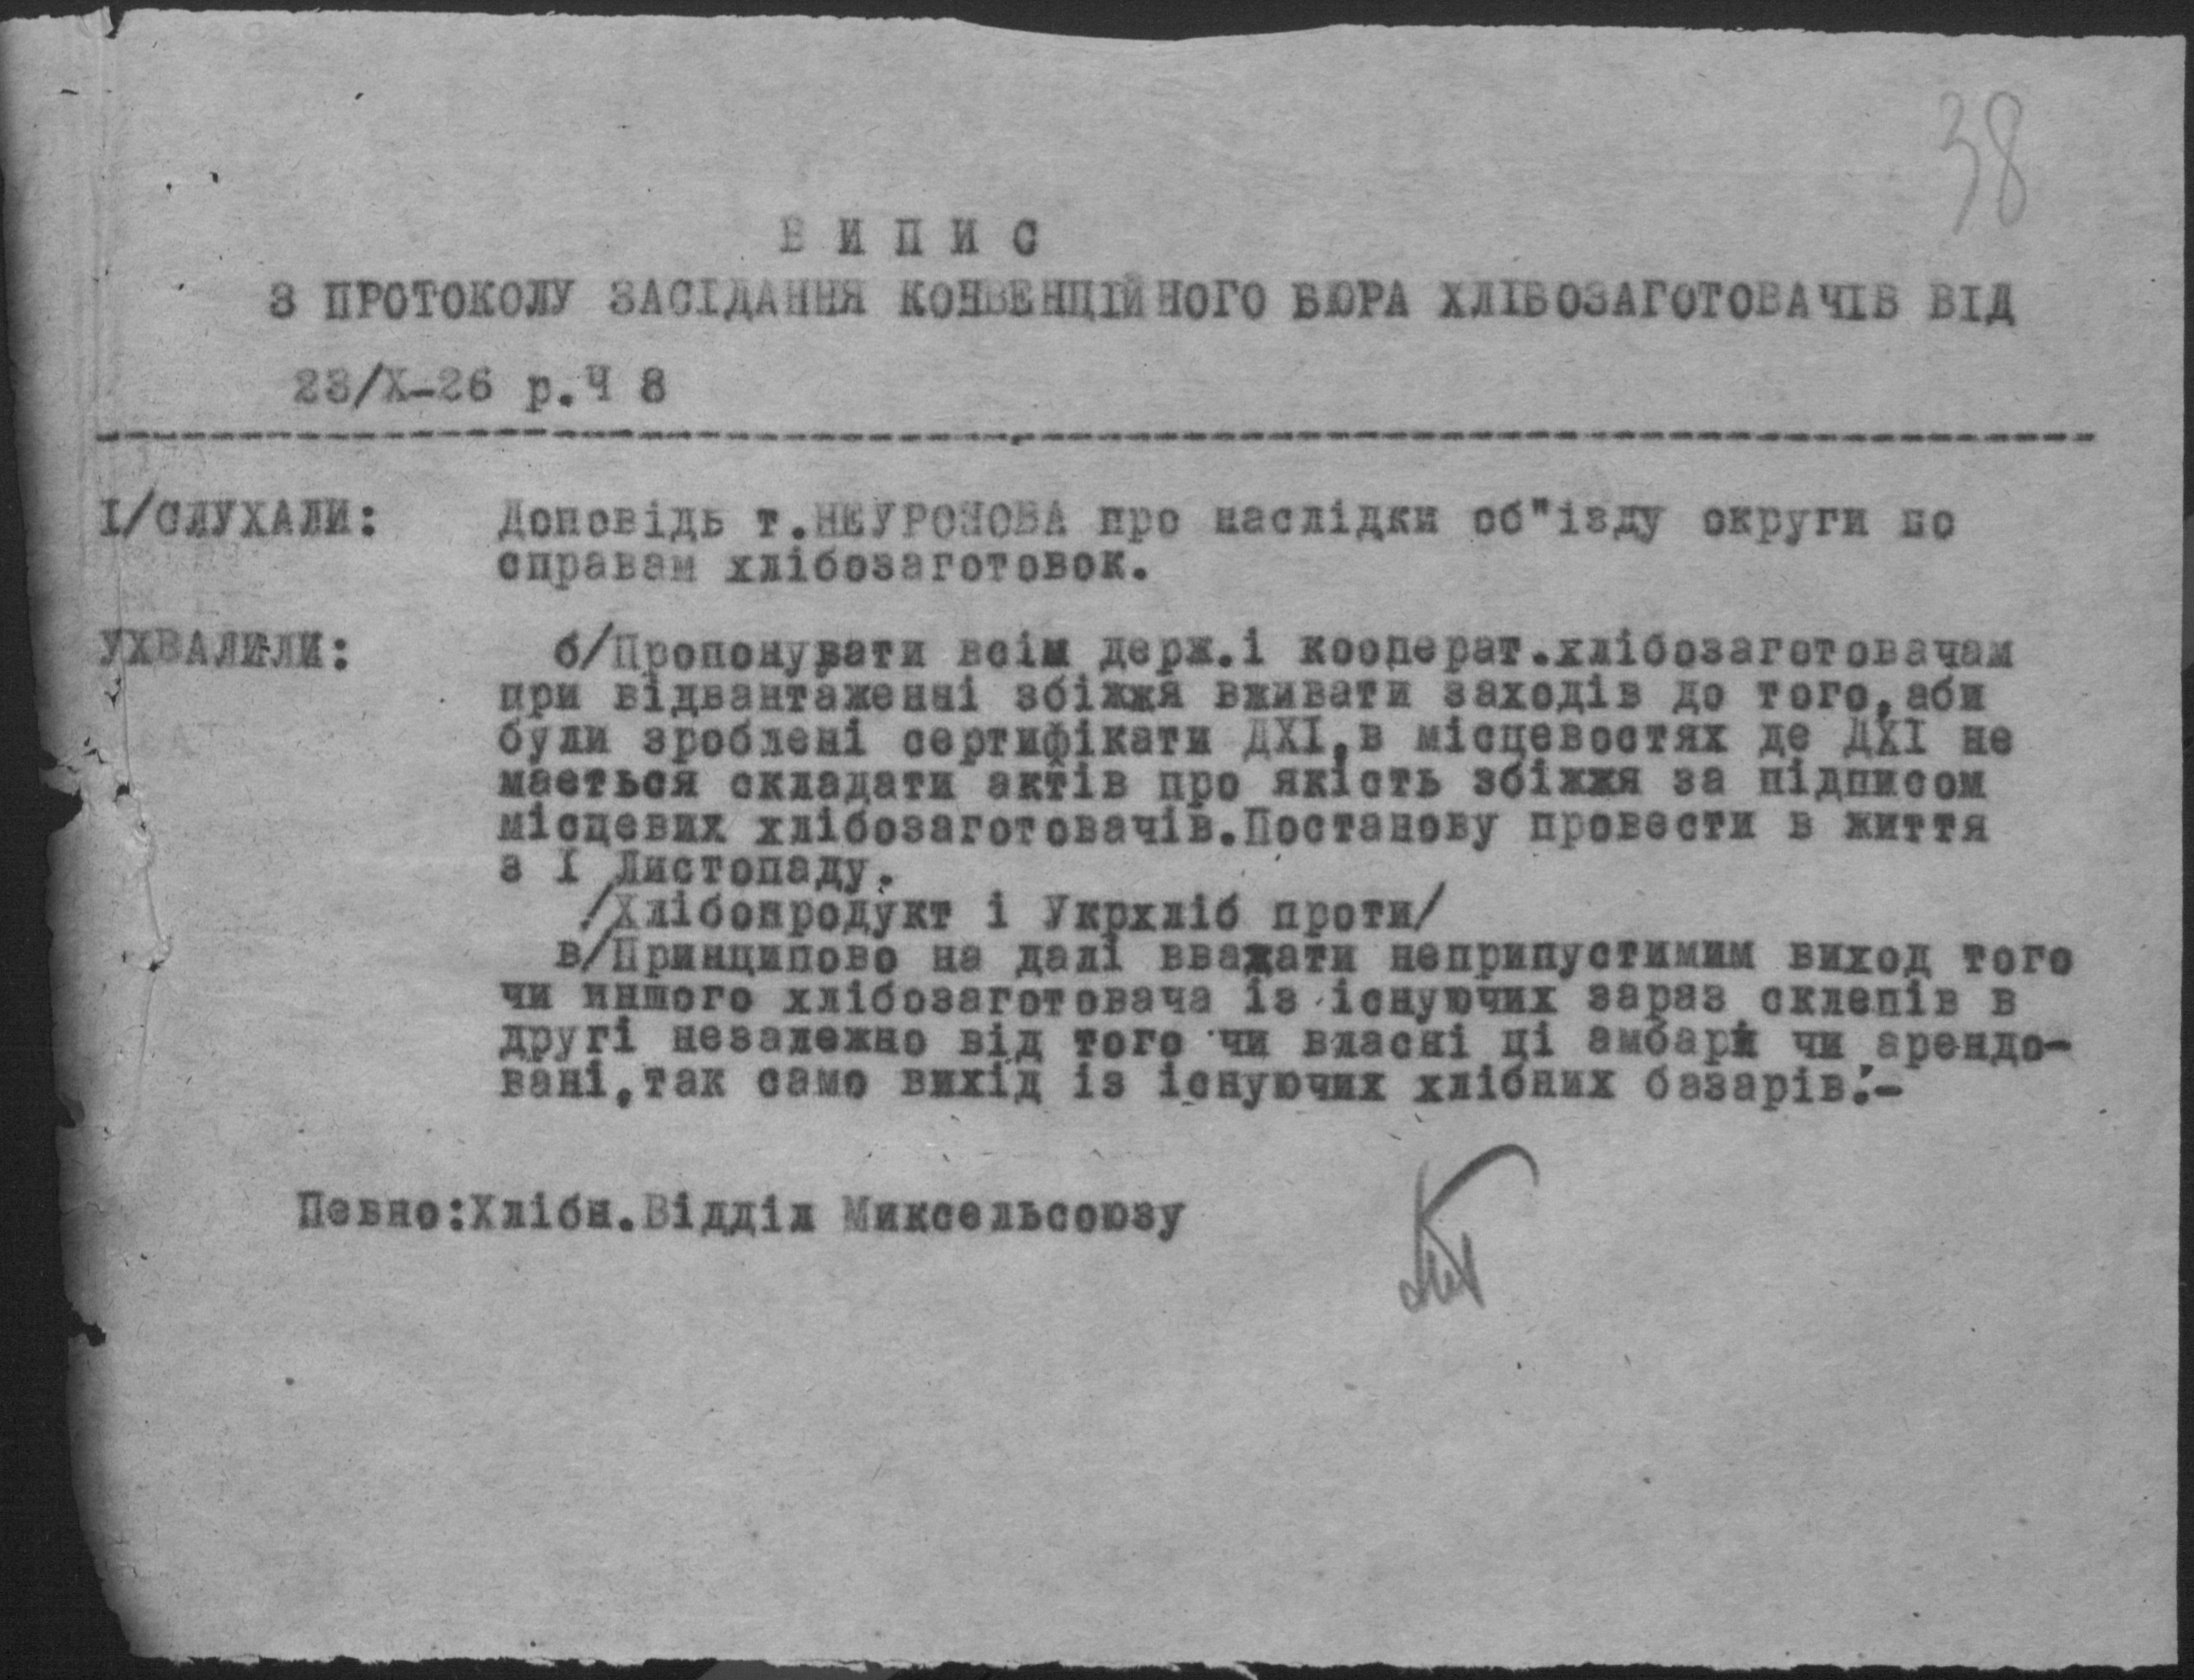 38
В И П И С
З ПРОТОКОЛУ ЗАСІДАННЯ КОНВЕНЦІЙНОГО БЮРА ХЛІБОЗАГОТОВАЧІВ ВІД
23/Х-26 р.Ч 8
І/СЛУХАЛИ: Доповідь т.НЕУРОНОВА про наслідки об"ізду округи по
справам хлібозаготовок.
УХВАЛИЛИ: б/Пропонувати всім держ.і кооперат.хлібозаготовачам
при відвантаженні збіжжя вживати заходів до того,аби
були зроблені сертифікати ДХІ,в місцевостях де ДХІ не
мається складати актів про якість збіжжя за підписом
місцевих хлібозаготовачів.Постанову провести в життя
з І Листопаду.
/Хлібопродукт і Укрхліб проти/
в/Принципово на далі вважати неприпустимим виход того
чи иншого хлібозаготовача із існуючих зараз склепів в
другі незалежно від того чи власні ці амбари чи арендо-
вані,так само вихід із існуючих хлібних базарів.-
Певно:Хлібн.Відділ Миксельсоюзу